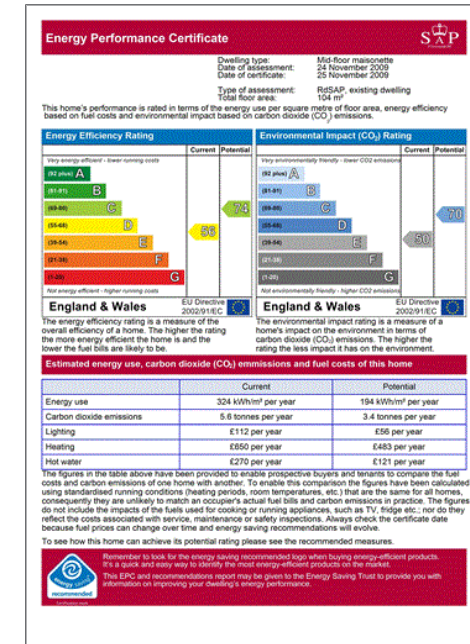 Energy Performance Certificate
SAP
Dwelling type: Mid-floor maisonette
Date of assessment: 24 November 2009
Date of certificate: 25 November 2009
Type of assessment: RdSAP, existing dwelling
Total floor area: 104 m²
This home's performance is rated in terms of the energy use per square metre of floor area, energy efficiency
based on fuel costs and environmental impact based on carbon dioxide (CO₂) emissions.
Energy Efficiency Rating
Current Potential
Very energy efficient - lower running costs
(92 plus) A
(81-91) B
(69-80) C
(55-68) D
(39-54) E
(21-38) F
(1-20) G
56
74
Not energy efficient - higher running costs
England & Wales
EU Directive
2002/91/EC
The energy efficiency rating is a measure of the
overall efficiency of a home. The higher the rating
the more energy efficient the home is and the
lower the fuel bills are likely to be.
Environmental Impact (CO₂) Rating
Current Potential
Very environmentally friendly - lower CO2 emissions
(92 plus) A
(81-91) B
(69-80) C
(55-68) D
(39-54) E
(21-38) F
(1-20) G
50
70
Not environmentally friendly - higher CO2 emissions
England & Wales
EU Directive
2002/91/EC
The environmental impact rating is a measure of a
home's impact on the environment in terms of
carbon dioxide (CO₂) emissions. The higher the
rating the less impact it has on the environment.
Estimated energy use, carbon dioxide (CO₂) emmissions and fuel costs of this home
Current Potential
Energy use 324 kWh/m² per year 194 kWh/m² per year
Carbon dioxide emissions 5.6 tonnes per year 3.4 tonnes per year
Lighting £112 per year £56 per year
Heating £650 per year £483 per year
Hot water £270 per year £121 per year
The figures in the table above have been provided to enable prospective buyers and tenants to compare the fuel
costs and carbon emissions of one home with another. To enable this comparison the figures have been calculated
using standardised running conditions (heating periods, room temperatures, etc.) that are the same for all homes,
consequently they are unlikely to match an occupier's actual fuel bills and carbon emissions in practice. The figures
do not include the impacts of the fuels used for cooking or running appliances, such as TV, fridge etc.; nor do they
reflect the costs associated with service, maintenance or safety inspections. Always check the certificate date
because fuel prices can change over time and energy saving recommendations will evolve.
To see how this home can achieve its potential rating please see the recommended measures.
energy saving
recommended
Certification mark
Remember to look for the energy saving recommended logo when buying energy-efficient products.
It's a quick and easy way to identify the most energy-efficient products on the market.
This EPC and recommendations report may be given to the Energy Saving Trust to provide you with
information on improving your dwelling's energy performance.